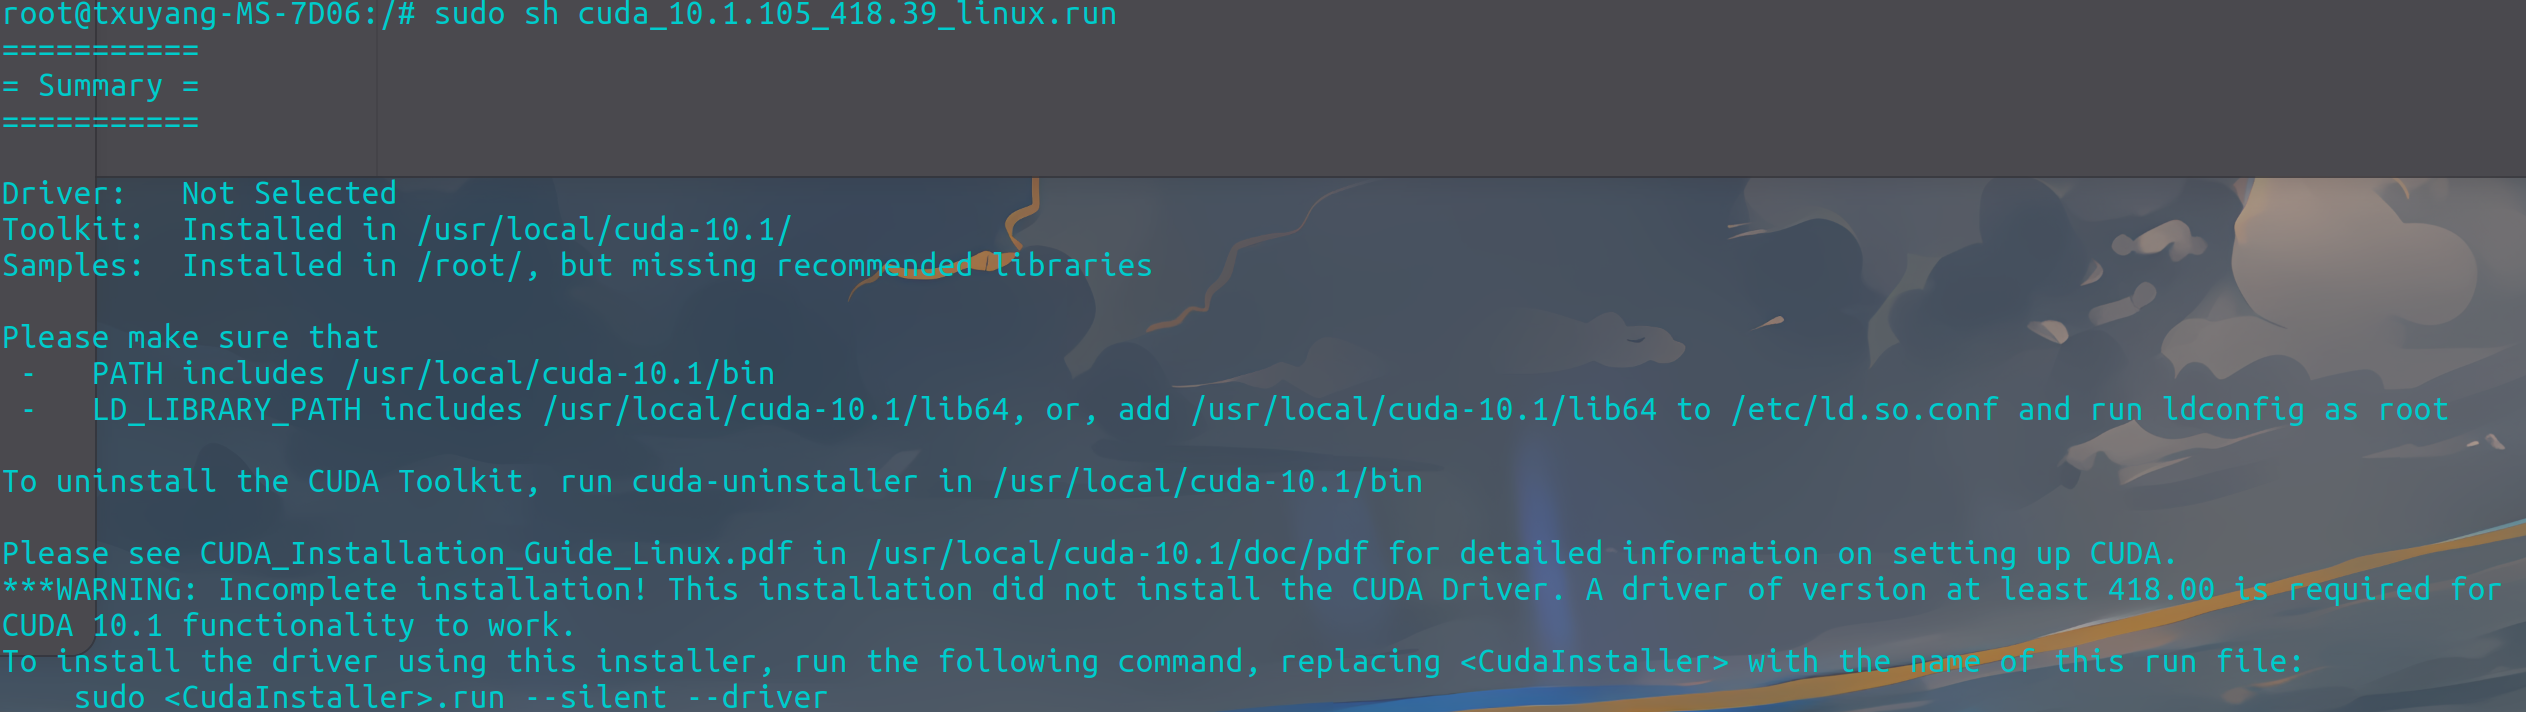 root@txuyang-MS-7D06:/# sudo sh cuda_10.1.105_418.39_linux.run
===========
= Summary =
===========
Driver:   Not Selected
Toolkit:  Installed in /usr/local/cuda-10.1/
Samples:  Installed in /root/, but missing recommended libraries
Please make sure that
 -   PATH includes /usr/local/cuda-10.1/bin
 -   LD_LIBRARY_PATH includes /usr/local/cuda-10.1/lib64, or, add /usr/local/cuda-10.1/lib64 to /etc/ld.so.conf and run ldconfig as root
To uninstall the CUDA Toolkit, run cuda-uninstaller in /usr/local/cuda-10.1/bin
Please see CUDA_Installation_Guide_Linux.pdf in /usr/local/cuda-10.1/doc/pdf for detailed information on setting up CUDA.
***WARNING: Incomplete installation! This installation did not install the CUDA Driver. A driver of version at least 418.00 is required for
CUDA 10.1 functionality to work.
To install the driver using this installer, run the following command, replacing <CudaInstaller> with the name of this run file:
    sudo <CudaInstaller>.run --silent --driver